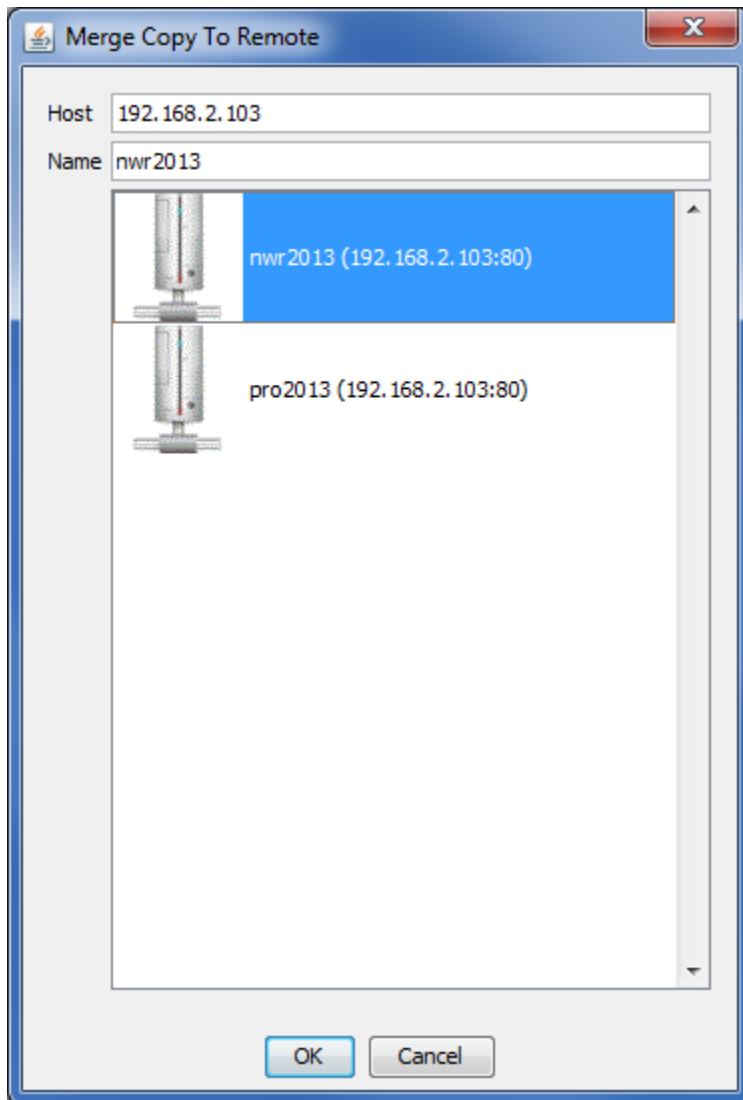 Merge Copy To Remote
Host 192.168.2.103
Name nwr2013
nwr2013 (192.168.2.103:80)
pro2013 (192.168.2.103:80)
OK Cancel